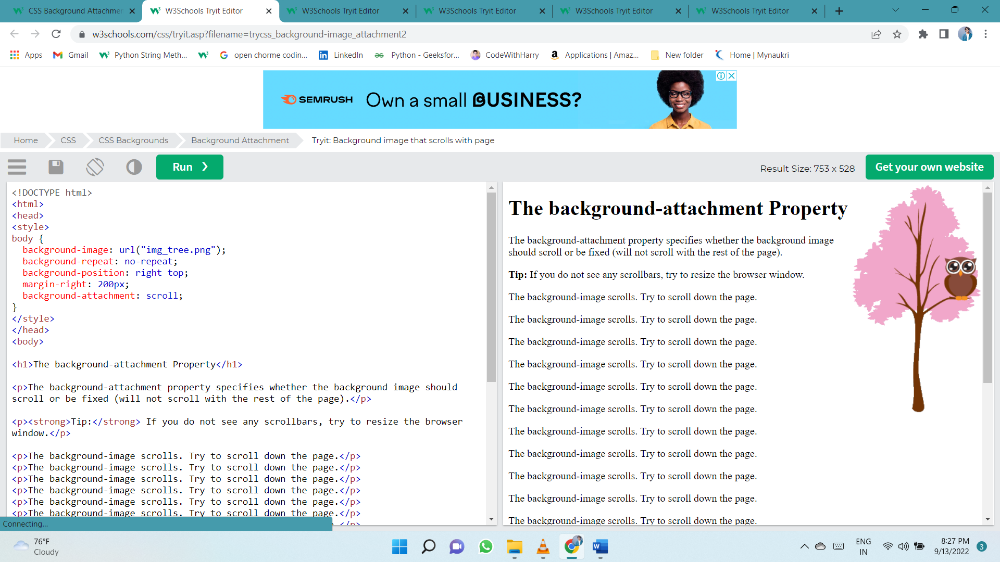 CSS Background Attachmer
W3Schools Tryit Editor
W3Schools Tryit Editor
W3Schools Tryit Editor
W3Schools Tryit Editor
W3Schools Tryit Editor
w3schools.com/css/tryit.asp?filename=trycss_background-image_attachment2
Apps
Gmail
Python String Meth...
open chorme codin...
LinkedIn
Python - Geeksfor...
CodeWithHarry
Applications | Amaz...
New folder
Home | Mynaukri
SEMRUSH
Own a small BUSINESS?
Home
CSS
CSS Backgrounds
Background Attachment
Tryit: Background image that scrolls with page
Run
Result Size: 753 x 528
Get your own website
<!DOCTYPE html>
<html>
<head>
<style>
body {
background-image: url("img_tree.png");
background-repeat: no-repeat;
background-position: right top;
margin-right: 200px;
background-attachment: scroll;
}
</style>
</head>
<body>
<h1>The background-attachment Property</h1>
<p>The background-attachment property specifies whether the background image should
scroll or be fixed (will not scroll with the rest of the page).</p>
<p><strong>Tip:</strong> If you do not see any scrollbars, try to resize the browser
window.</p>
<p>The background-image scrolls. Try to scroll down the page.</p>
<p>The background-image scrolls. Try to scroll down the page.</p>
<p>The background-image scrolls. Try to scroll down the page.</p>
<p>The background-image scrolls. Try to scroll down the page.</p>
<p>The background-image scrolls. Try to scroll down the page.</p>
<p>The background-image scrolls. Try to scroll down the page.</p>
</p>
Connecting...
The background-attachment Property
The background-attachment property specifies whether the background image
should scroll or be fixed (will not scroll with the rest of the page).
Tip: If you do not see any scrollbars, try to resize the browser window.
The background-image scrolls. Try to scroll down the page.
The background-image scrolls. Try to scroll down the page.
The background-image scrolls. Try to scroll down the page.
The background-image scrolls. Try to scroll down the page.
The background-image scrolls. Try to scroll down the page.
The background-image scrolls. Try to scroll down the page.
The background-image scrolls. Try to scroll down the page.
The background-image scrolls. Try to scroll down the page.
The background-image scrolls. Try to scroll down the page.
The background-image scrolls. Try to scroll down the page.
The background-image scrolls. Try to scroll down the page.
76°F
Cloudy
ENG
IN
8:27 PM
9/13/2022
3